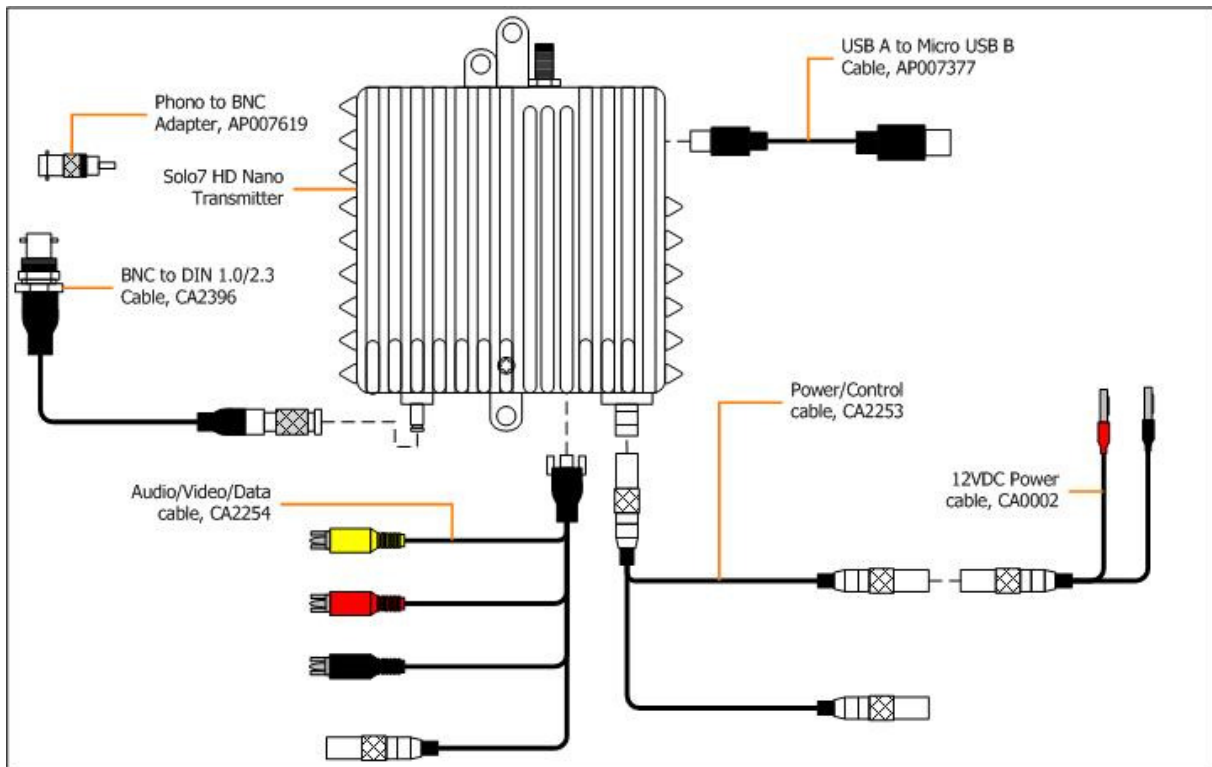 USB A to Micro USB B
Cable, AP007377
Phono to BNC
Adapter, AP007619
Solo7 HD Nano
Transmitter
BNC to DIN 1.0/2.3
Cable, CA2396
Power/Control
cable, CA2253
Audio/Video/Data
cable, CA2254
12VDC Power
cable, CA0002